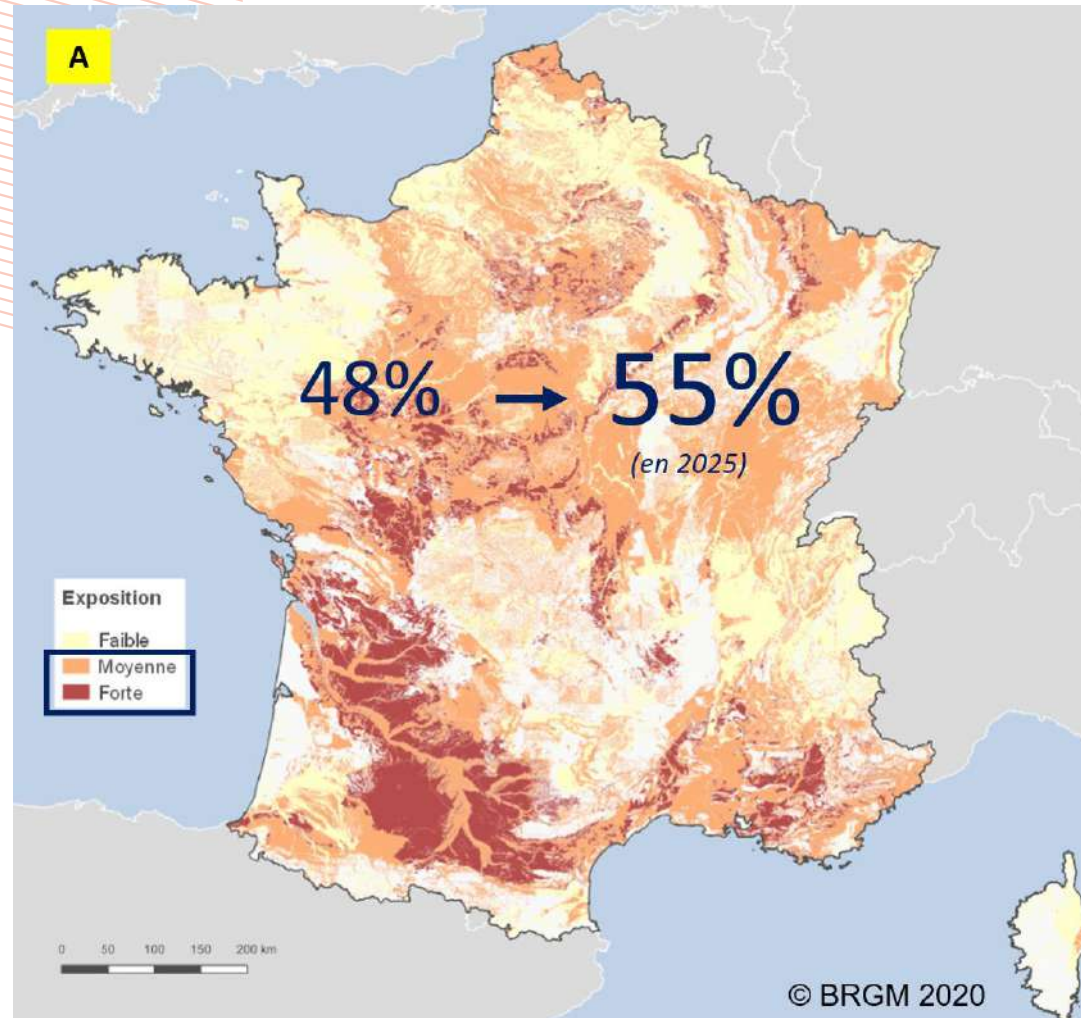 A
48% → 55%
(en 2025)
Exposition
Faible
Moyenne
Forte
0 50 100 150 200 km
© BRGM 2020